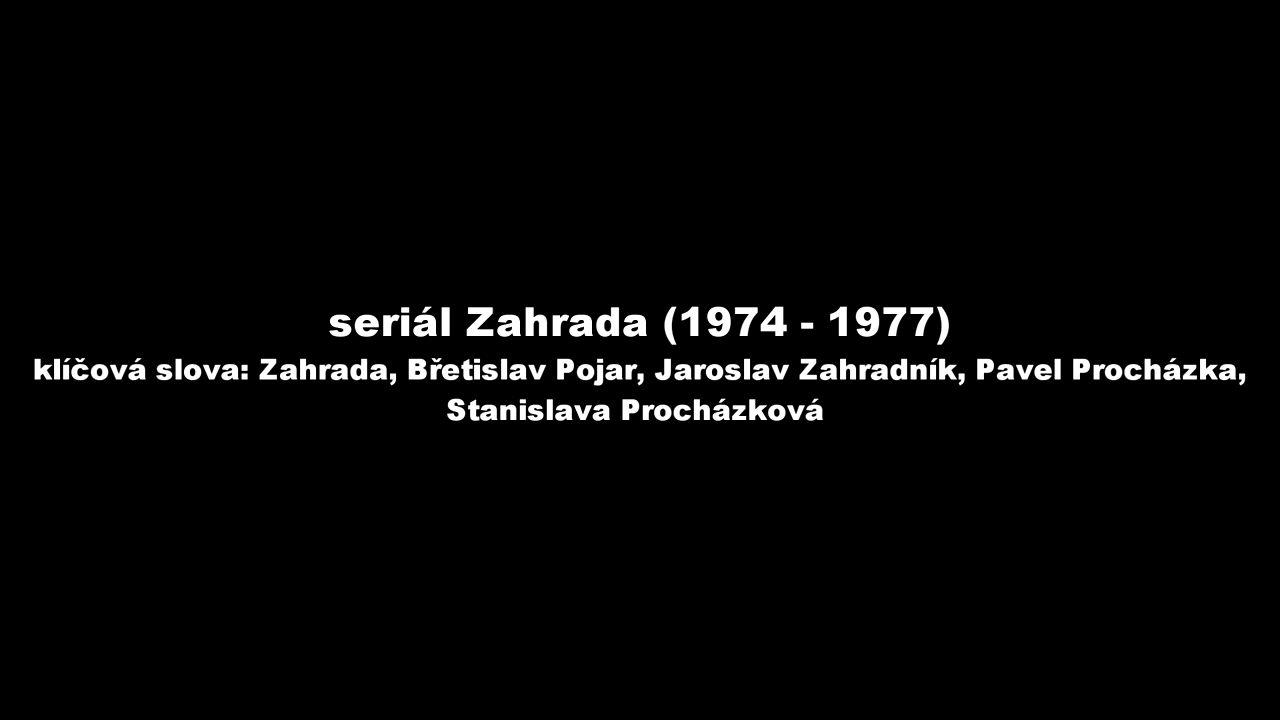 seriál Zahrada (1974 - 1977)
klíčová slova: Zahrada, Břetislav Pojar, Jaroslav Zahradník, Pavel Procházka,
Stanislava Procházková